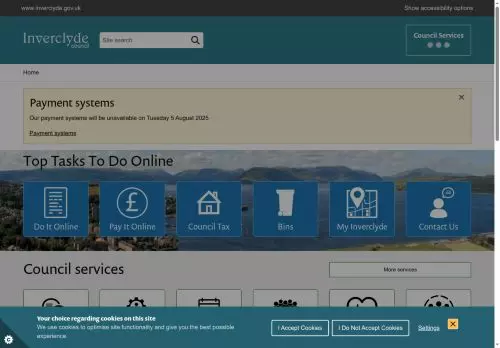 www.inverclyde.gov.uk
Show accessibility options
Inverclyde
council
Site search
Council Services
Home
Payment systems
Our payment systems will be unavailable on Tuesday 5 August 2025
Payment systems
Top Tasks To Do Online
Do It Online
Pay It Online
Council Tax
Bins
My Inverclyde
Contact Us
Council services
More services
Your choice regarding cookies on this site
We use cookies to optimise site functionality and give you the best possible
experience
I Accept Cookies
I Do Not Accept Cookies
Settings